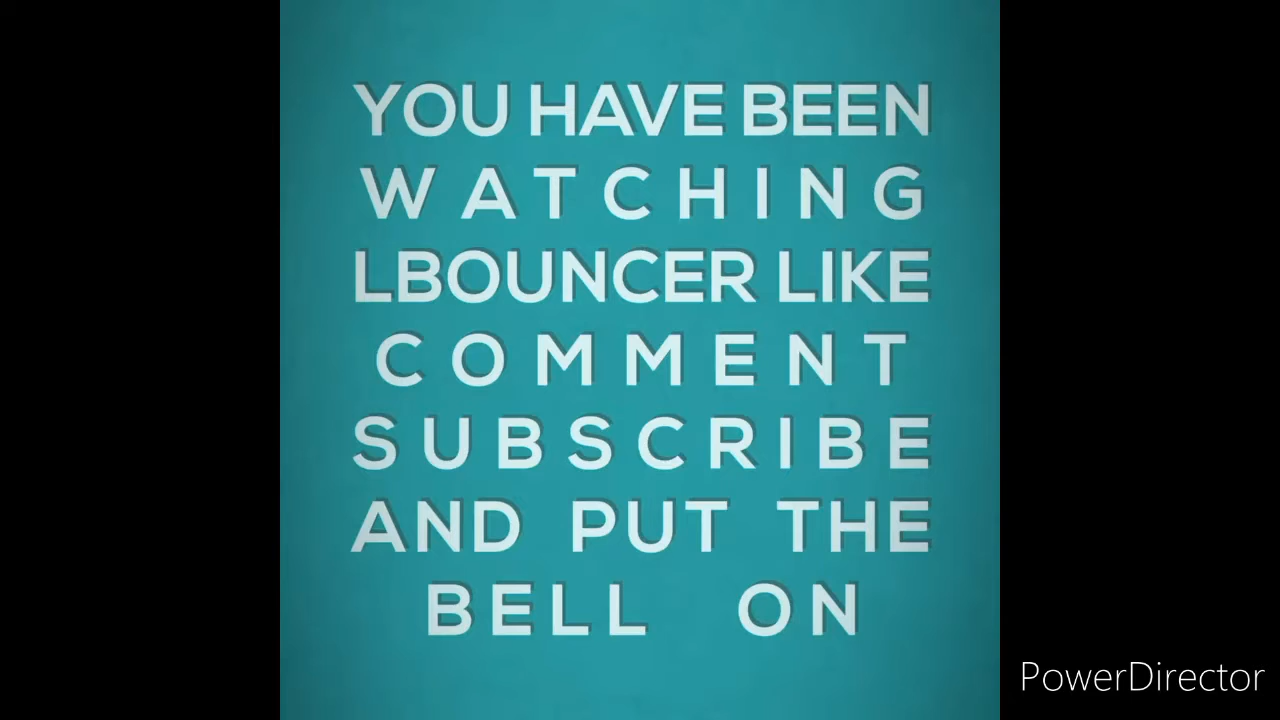 YOU HAVE BEEN
WATCHING
LBOUNCER LIKE
COMMENT
SUBSCRIBE
AND PUT THE
BELL ON
PowerDirector